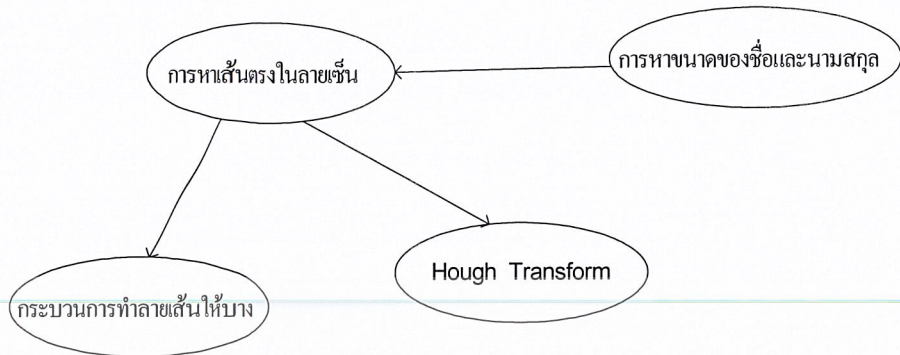 การหาเส้นตรงในลายเซ็น
การหาขนาดของชื่อและนามสกุล
Hough Transform
กระบวนการทำลายเส้นให้บาง